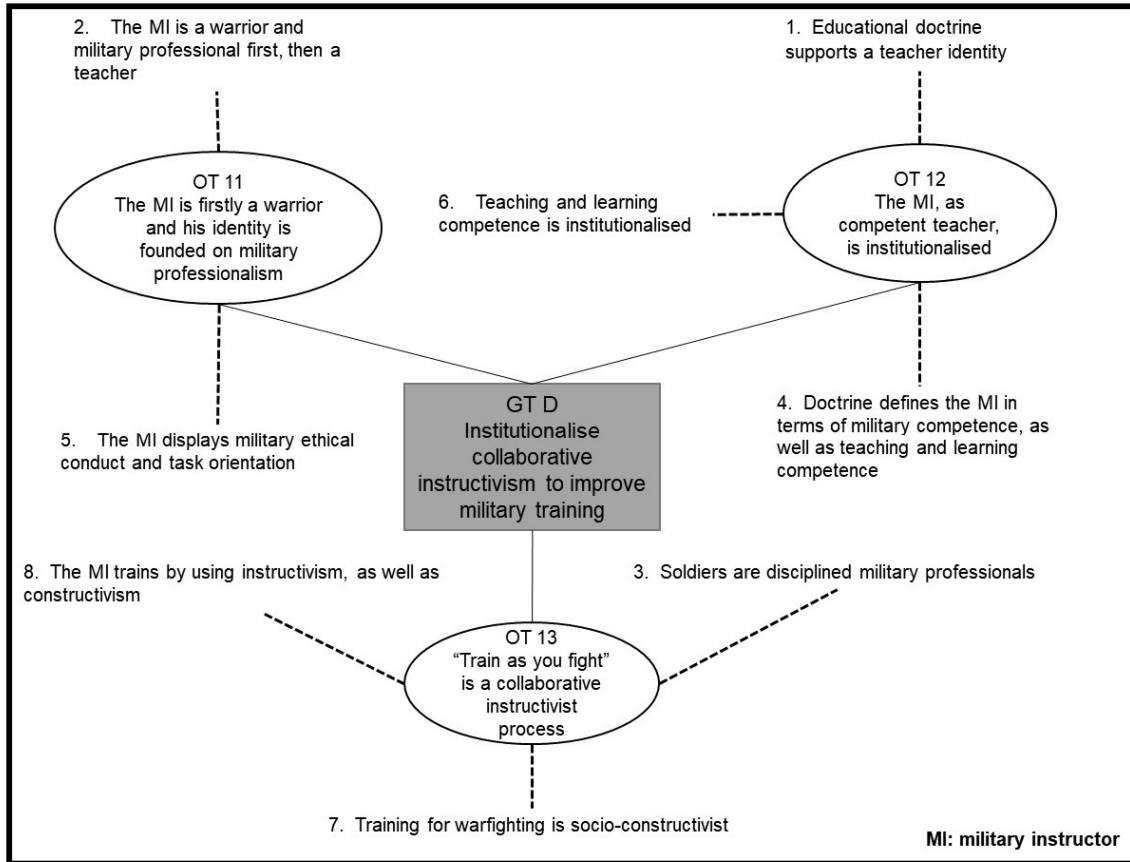 2. The MI is a warrior and
military professional first, then a
teacher
1. Educational doctrine
supports a teacher identity
OT 11
The MI is firstly a warrior
and his identity is
founded on military
professionalism
6. Teaching and learning
competence is institutionalised
OT 12
The MI, as
competent teacher,
is institutionalised
5. The MI displays military ethical
conduct and task orientation
GT D
Institutionalise
collaborative
instructivism to improve
military training
4. Doctrine defines the MI in
terms of military competence, as
well as teaching and learning
competence
8. The MI trains by using instructivism, as well as
constructivism
3. Soldiers are disciplined military professionals
OT 13
“Train as you fight”
is a collaborative
instructivist
process
7. Training for warfighting is socio-constructivist
MI: military instructor